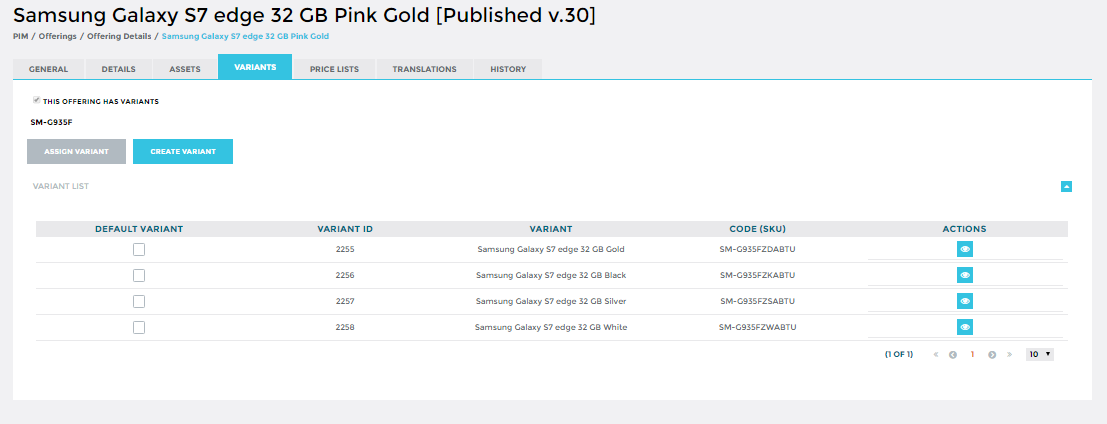 Samsung Galaxy S7 edge 32 GB Pink Gold [Published v.30]
PIM / Offerings / Offering Details / Samsung Galaxy S7 edge 32 GB Pink Gold
GENERAL DETAILS ASSETS VARIANTS PRICE LISTS TRANSLATIONS HISTORY
THIS OFFERING HAS VARIANTS
SM-G935F
ASSIGN VARIANT CREATE VARIANT
VARIANT LIST
DEFAULT VARIANT VARIANT ID VARIANT CODE (SKU) ACTIONS
2255 Samsung Galaxy S7 edge 32 GB Gold SM-G935FZDABTU
2256 Samsung Galaxy S7 edge 32 GB Black SM-G935FZKABTU
2257 Samsung Galaxy S7 edge 32 GB Silver SM-G935FZSABTU
2258 Samsung Galaxy S7 edge 32 GB White SM-G935FZWABTU
(1 OF 1) « 1 » 10